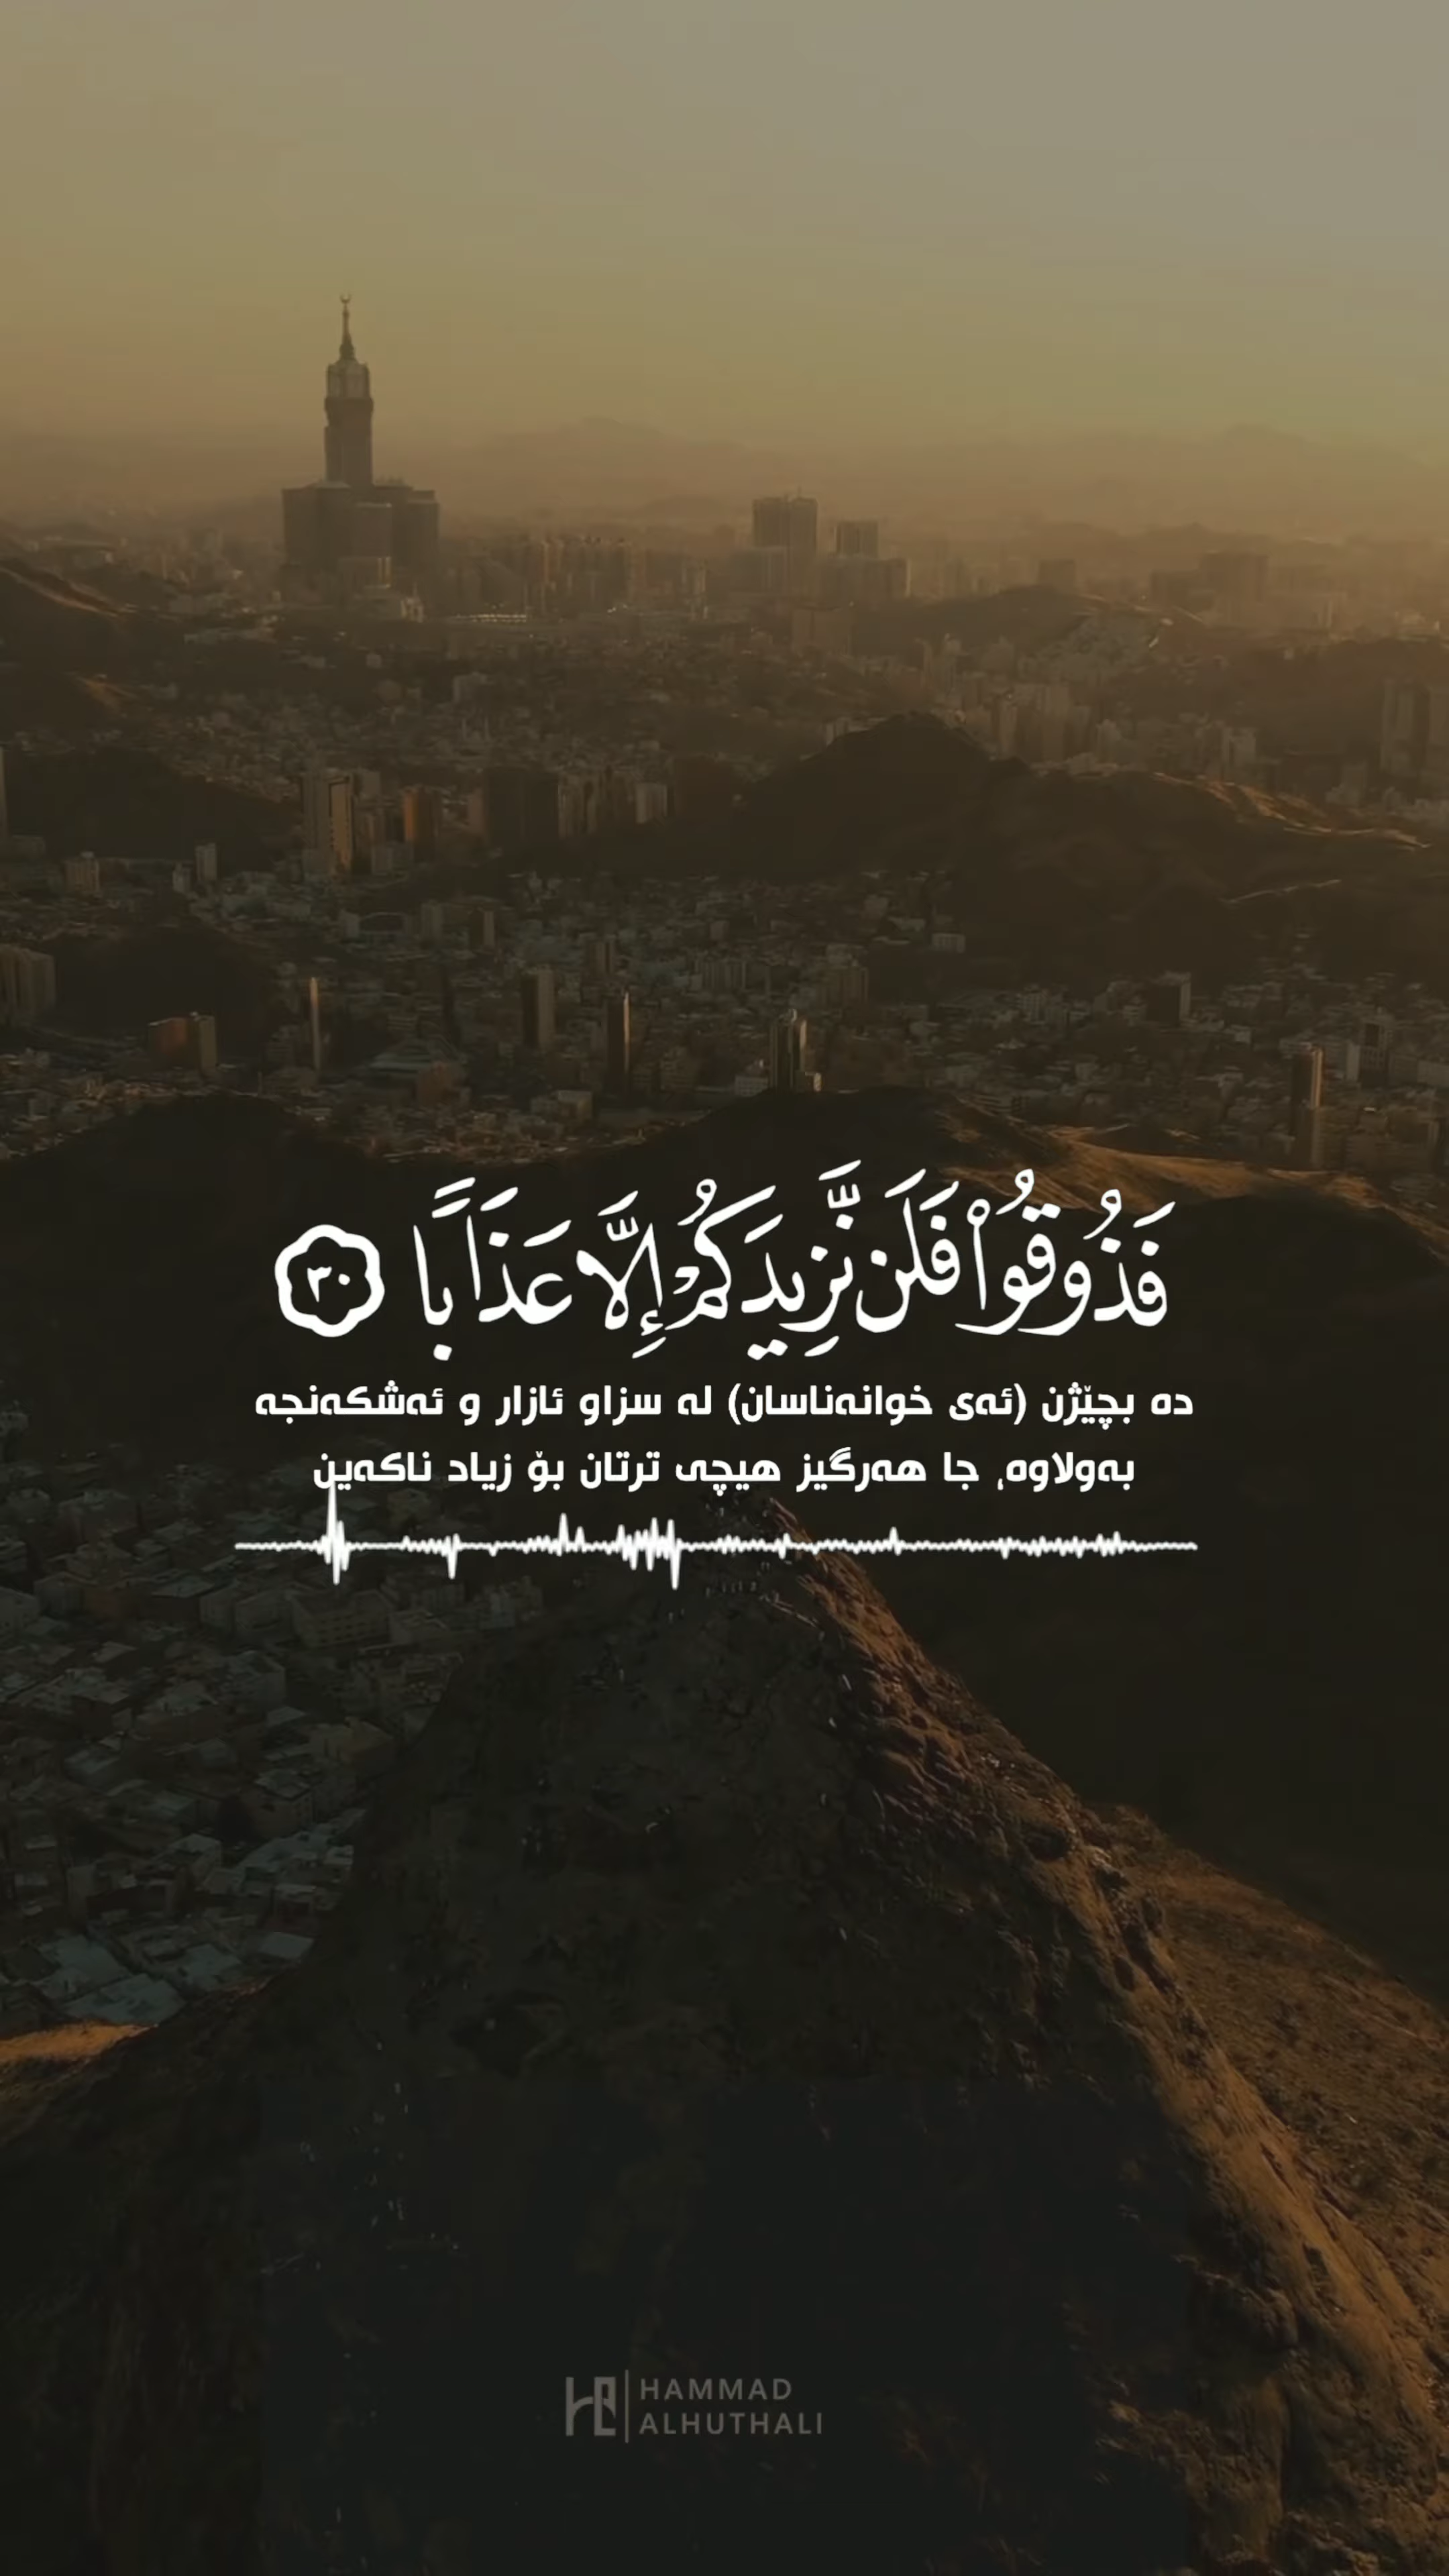 فَذُوقُوا۟ فَلَن نَّزِيدَكُمْ إِلَّا عَذَابًا ٣٠
دە بچێژن (ئەی خوانەناسان) لە سزاو ئازار و ئەشکەنجە
بەولاوە، جا هەرگیز هیچی ترتان بۆ زیاد ناکەین
HAMMAD
ALHUTHALI